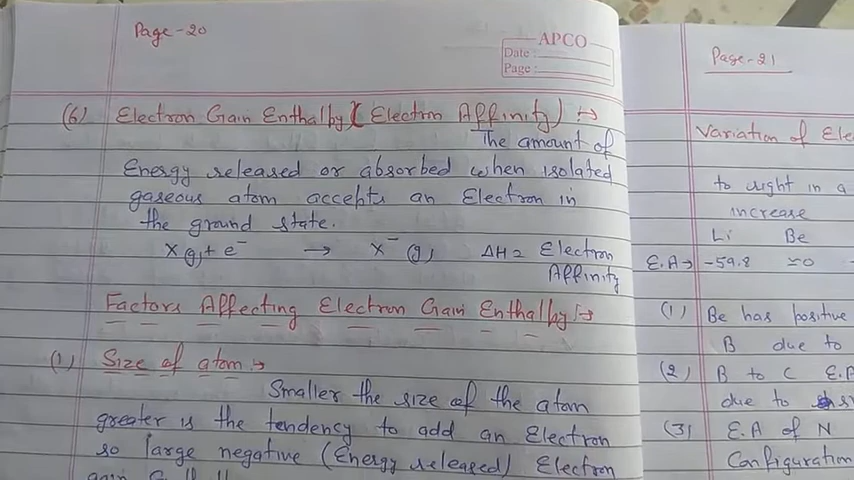 Page-20
APCO
Date :
Page :
(6) Electron Gain Enthalby (Electron Affinity) :→
The amount of
Energy released or absorbed when isolated
gaseous atom accepts an Electron in
the ground state.
X(g) + e⁻ → X⁻(g) ΔH = Electron
Affinity
Factors Affecting Electron Gain Enthalby :→
(1) Size of atom :→
Smaller the size of the atom
greater is the tendency to add an Electron
so large negative (Energy released) Electron
gain
Page-21
Variation of Ele
to right in a
increase
Li Be
E.A→ -59.8 ≈0
(1) Be has positive
B due to
(2) B to C E.A
due to
(3) E.A of N
Configuration